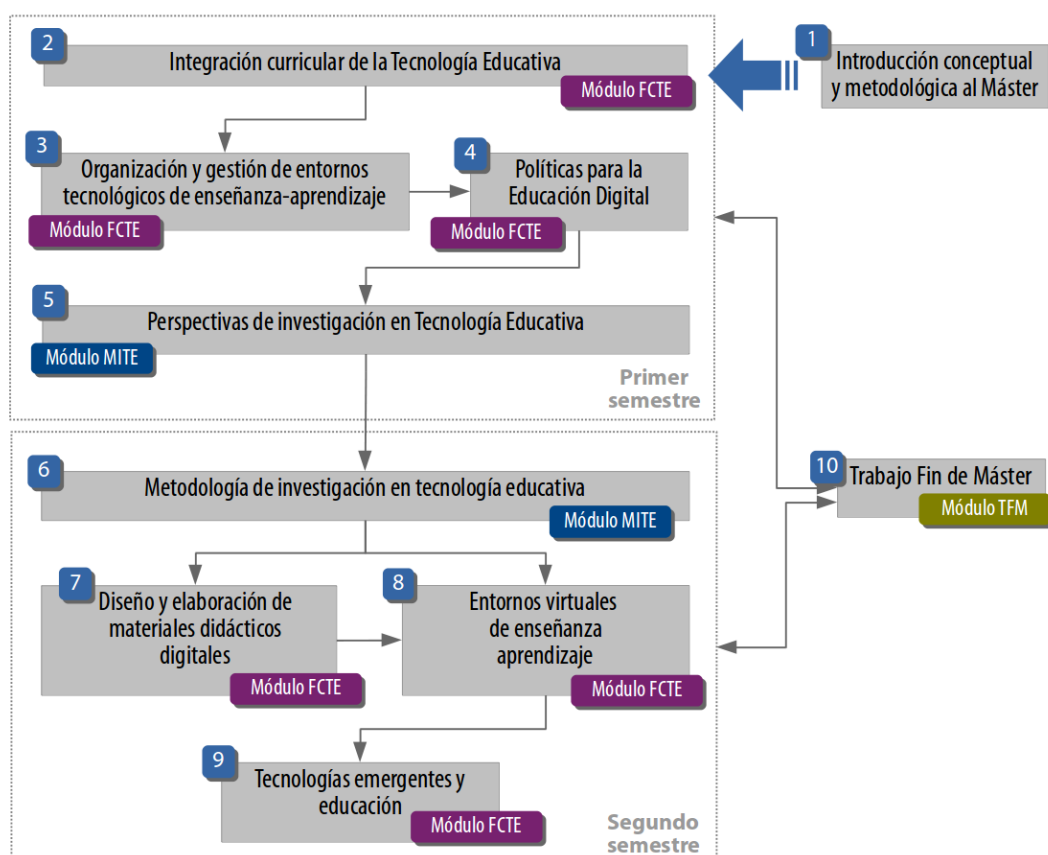 1
Introducción conceptual
y metodológica al Máster
2
Integración curricular de la Tecnología Educativa
Módulo FCTE
3
Organización y gestión de entornos
tecnológicos de enseñanza-aprendizaje
Módulo FCTE
4
Políticas para la
Educación Digital
Módulo FCTE
5
Perspectivas de investigación en Tecnología Educativa
Módulo MITE
Primer
semestre
6
Metodología de investigación en tecnología educativa
Módulo MITE
7
Diseño y elaboración de
materiales didácticos
digitales
Módulo FCTE
8
Entornos virtuales
de enseñanza
aprendizaje
Módulo FCTE
9
Tecnologías emergentes y
educación
Módulo FCTE
Segundo
semestre
10
Trabajo Fin de Máster
Módulo TFM